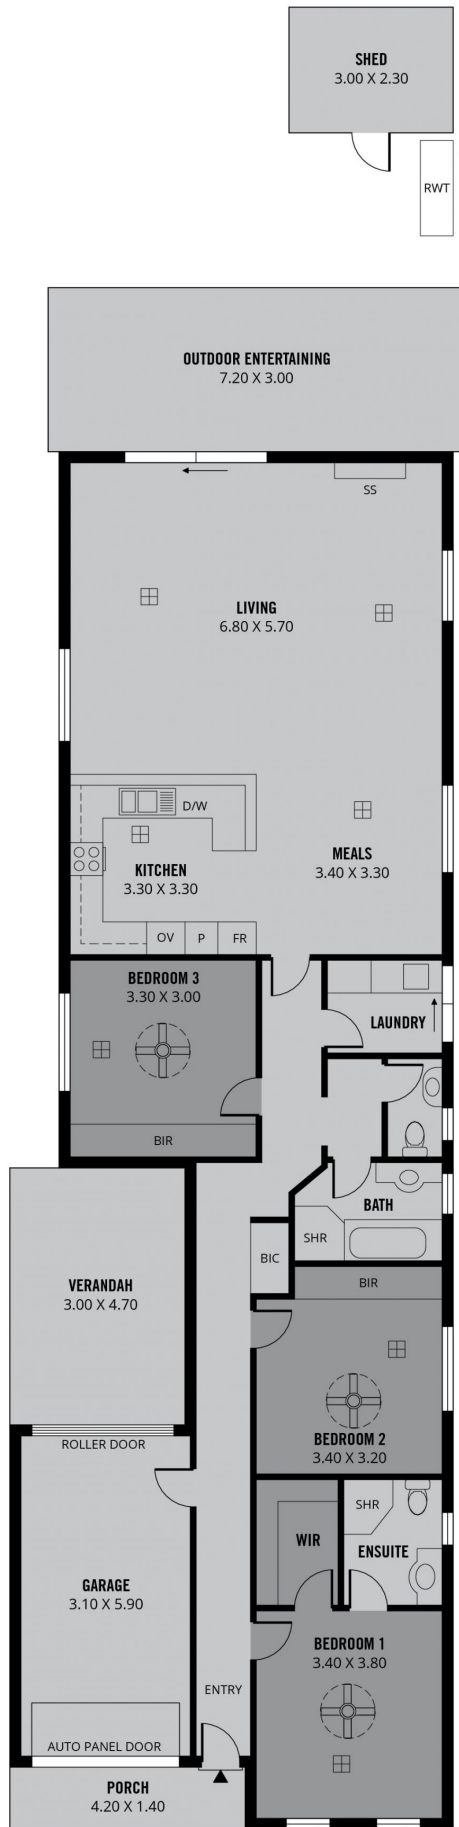 SHED
3.00 X 2.30
RWT
OUTDOOR ENTERTAINING
7.20 X 3.00
SS
LIVING
6.80 X 5.70
D/W
KITCHEN
3.30 X 3.30
MEALS
3.40 X 3.30
OV
P
FR
BEDROOM 3
3.30 X 3.00
LAUNDRY
BIR
BATH
SHR
BIC
VERANDAH
3.00 X 4.70
BIR
BEDROOM 2
3.40 X 3.20
ROLLER DOOR
SHR
WIR
ENSUITE
GARAGE
3.10 X 5.90
BEDROOM 1
3.40 X 3.80
ENTRY
AUTO PANEL DOOR
PORCH
4.20 X 1.40